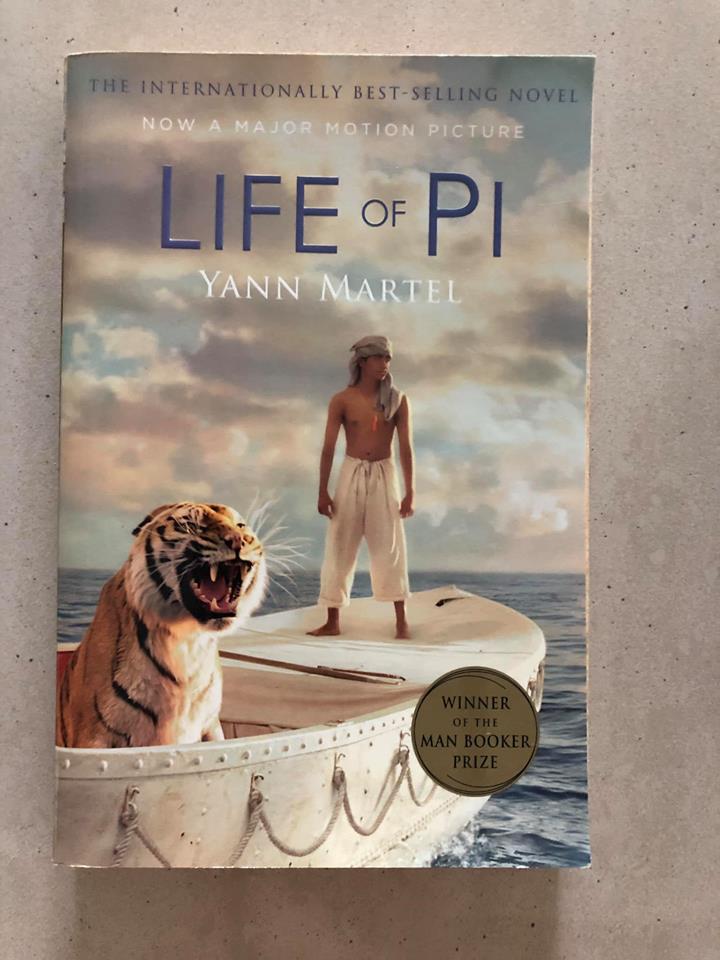 THE INTERNATIONALLY BEST-SELLING NOVEL
NOW A MAJOR MOTION PICTURE
LIFE OF PI
YANN MARTEL
WINNER
OF THE
MAN BOOKER
PRIZE